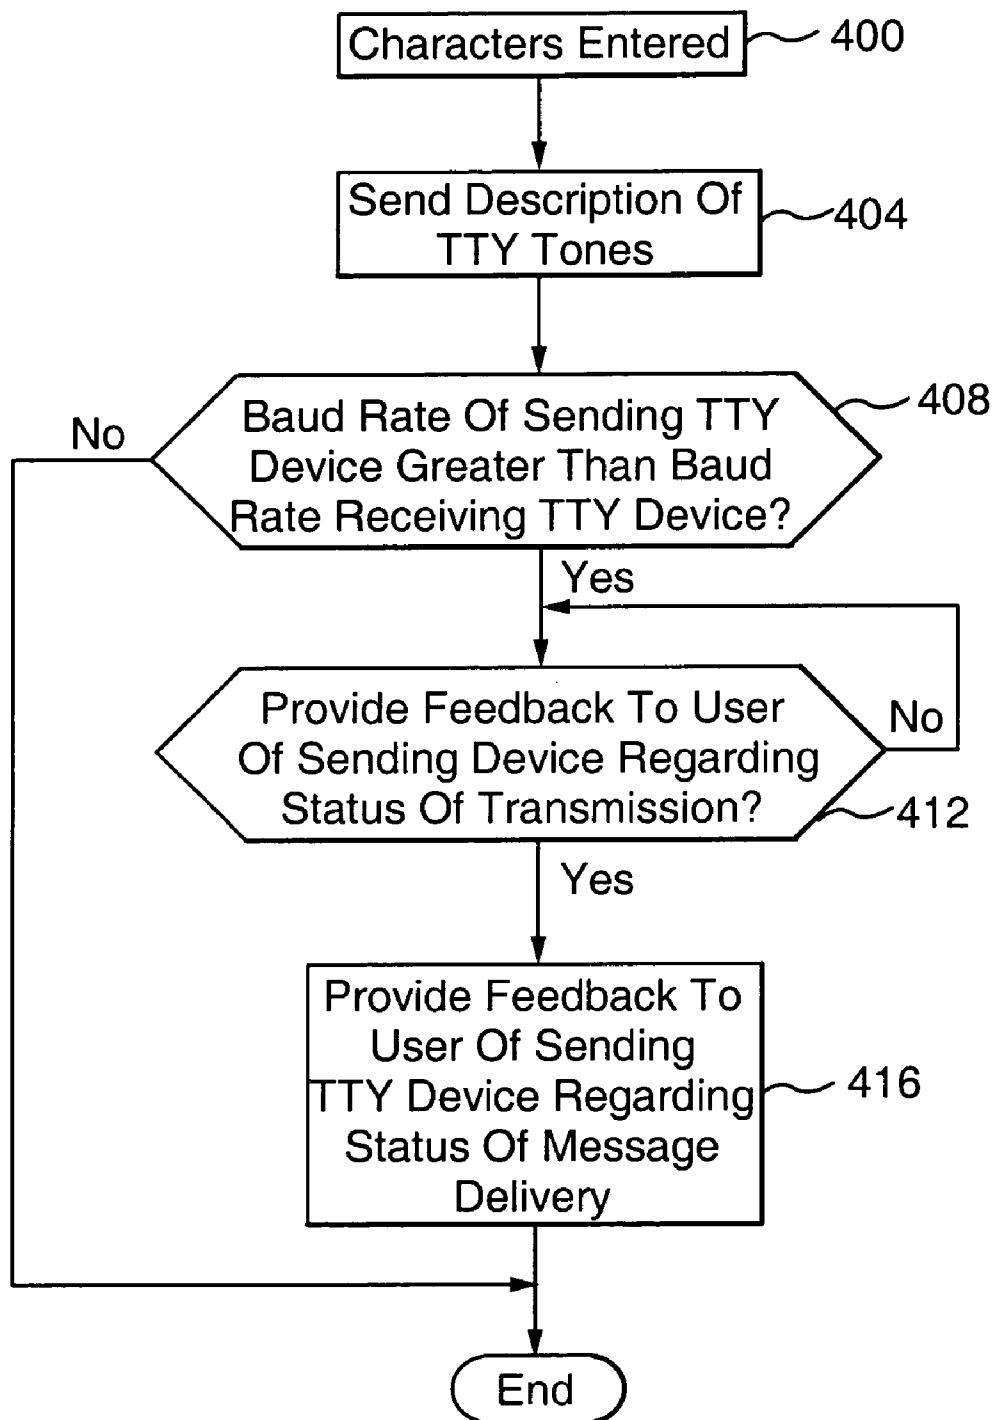 Characters Entered
400
Send Description Of
TTY Tones
404
Baud Rate Of Sending TTY
Device Greater Than Baud
Rate Receiving TTY Device?
408
No
Yes
Provide Feedback To User
Of Sending Device Regarding
Status Of Transmission?
No
412
Yes
Provide Feedback To
User Of Sending
TTY Device Regarding
Status Of Message
Delivery
416
End